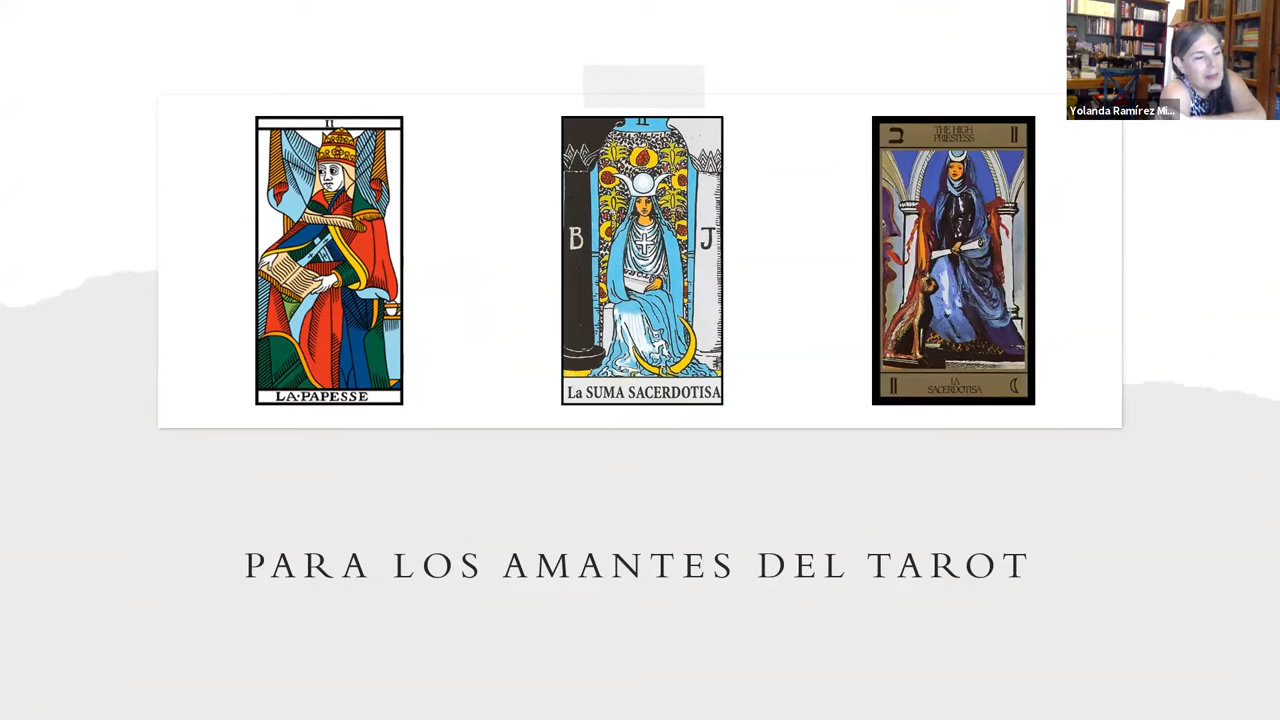 II
LA·PAPESSE
II
B
J
TORA
La SUMA SACERDOTISA
ב
THE HIGH
PRIESTESS
II
II
LA
SACERDOTISA
Yolanda Ramírez Mi...
PARA LOS AMANTES DEL TAROT